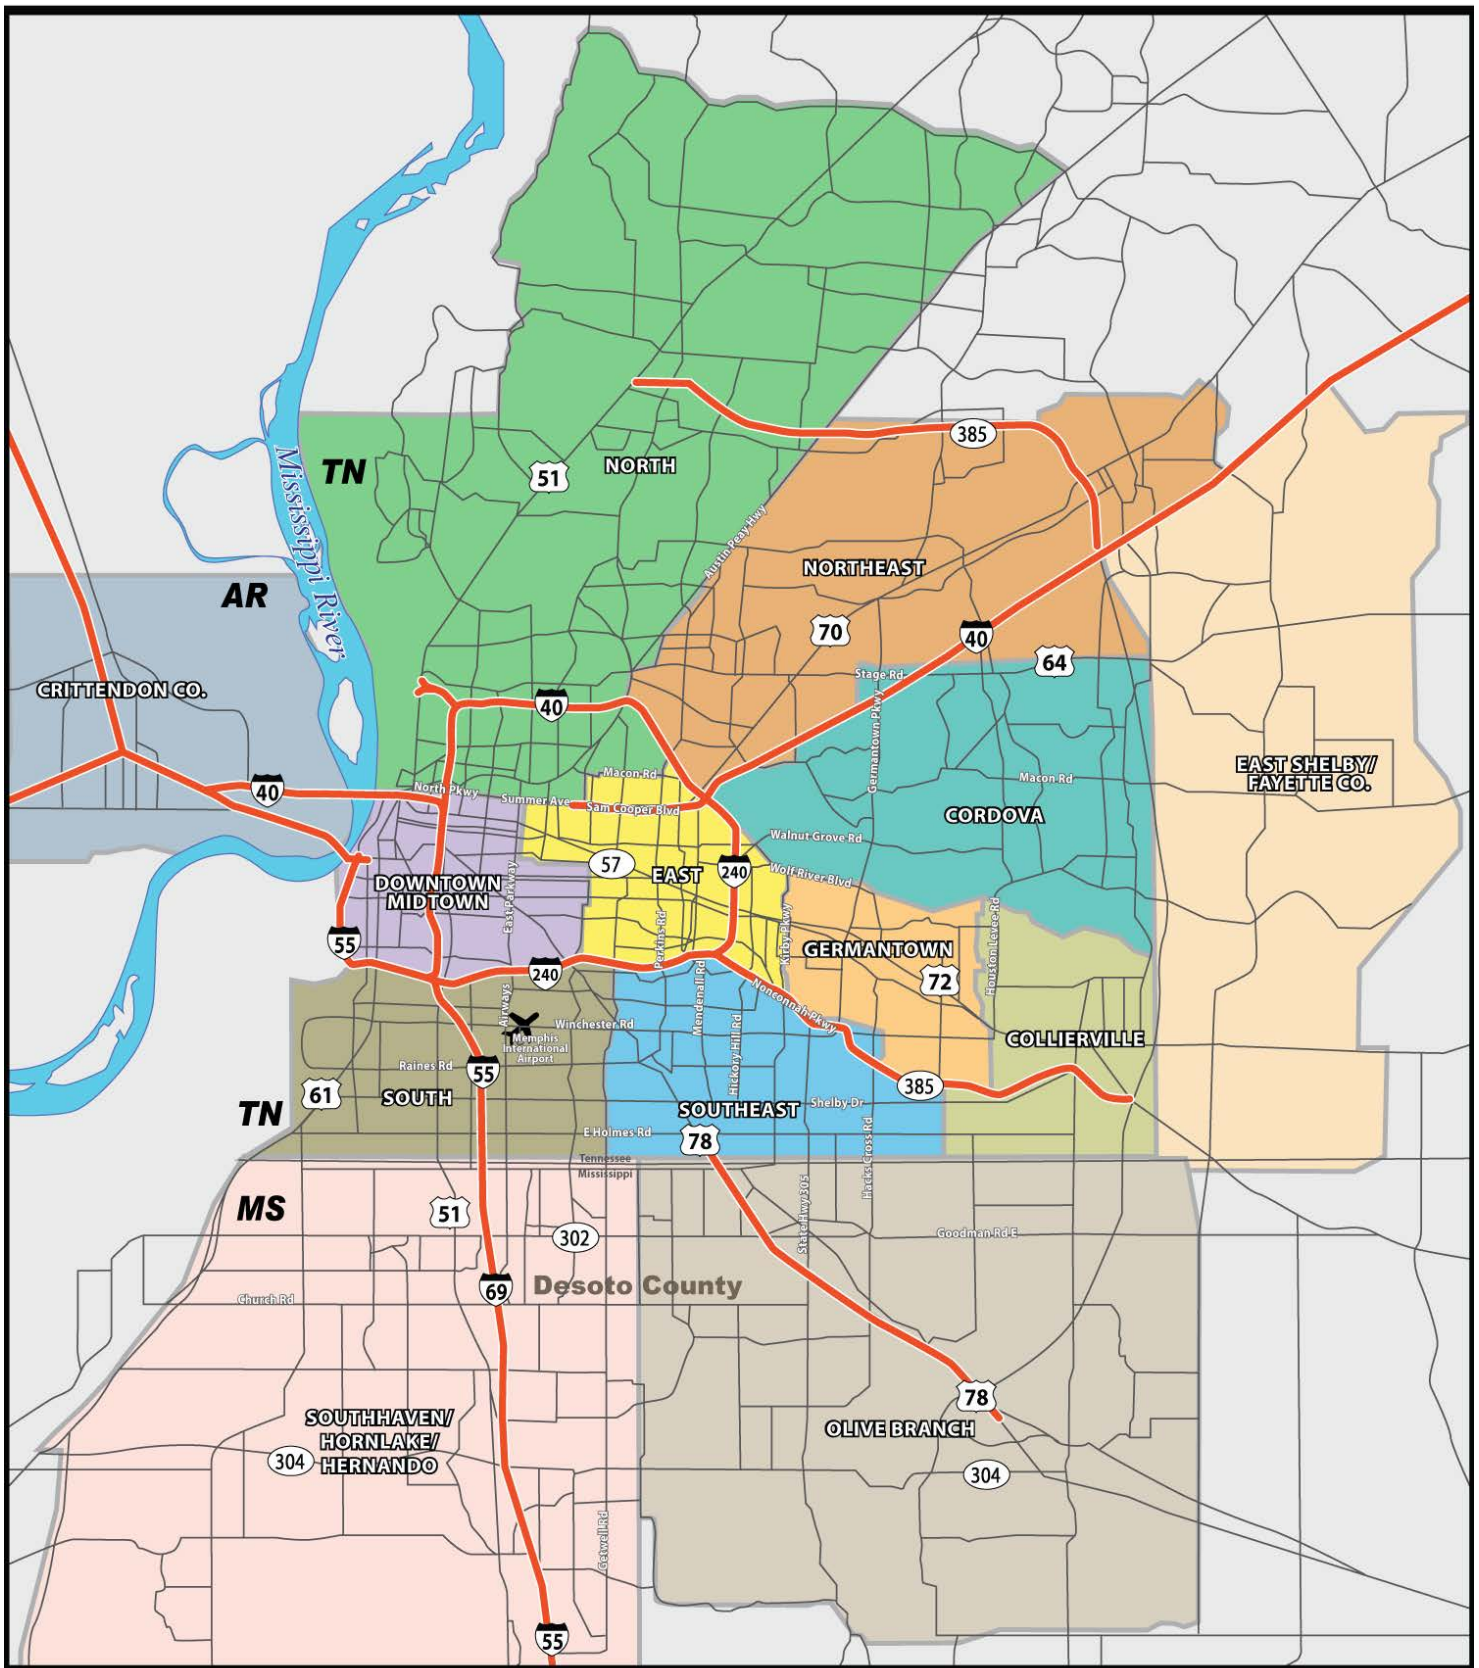 385
TN
Mississippi River
51
NORTH
Austin Peay Hwy
NORTHEAST
AR
70
40
64
CRITTENDON CO.
Stage Rd
40
Germantown Pkwy
EAST SHELBY/
FAYETTE CO.
Macon Rd
Macon Rd
40
North Pkwy
Summer Ave
Sam Cooper Blvd
CORDOVA
Walnut Grove Rd
57
EAST
240
Wolf River Blvd
DOWNTOWN
MIDTOWN
East Parkway
Perkins Rd
Kirby Pkwy
Houston Levee Rd
55
GERMANTOWN
240
72
Airways
Mendenall Rd
Nonconnah Pkwy
Winchester Rd
Memphis
International
Airport
Hickory Hill Rd
COLLIERVILLE
Raines Rd
55
385
61
SOUTH
TN
SOUTHEAST
Shelby Dr
E Holmes Rd
78
Hacks Cross Rd
Tennessee
Mississippi
MS
51
State Hwy 305
302
Goodman Rd E
69
Desoto County
Church Rd
78
SOUTHHAVEN/
HORNLAKE/
HERNANDO
OLIVE BRANCH
304
304
Getwell Rd
55